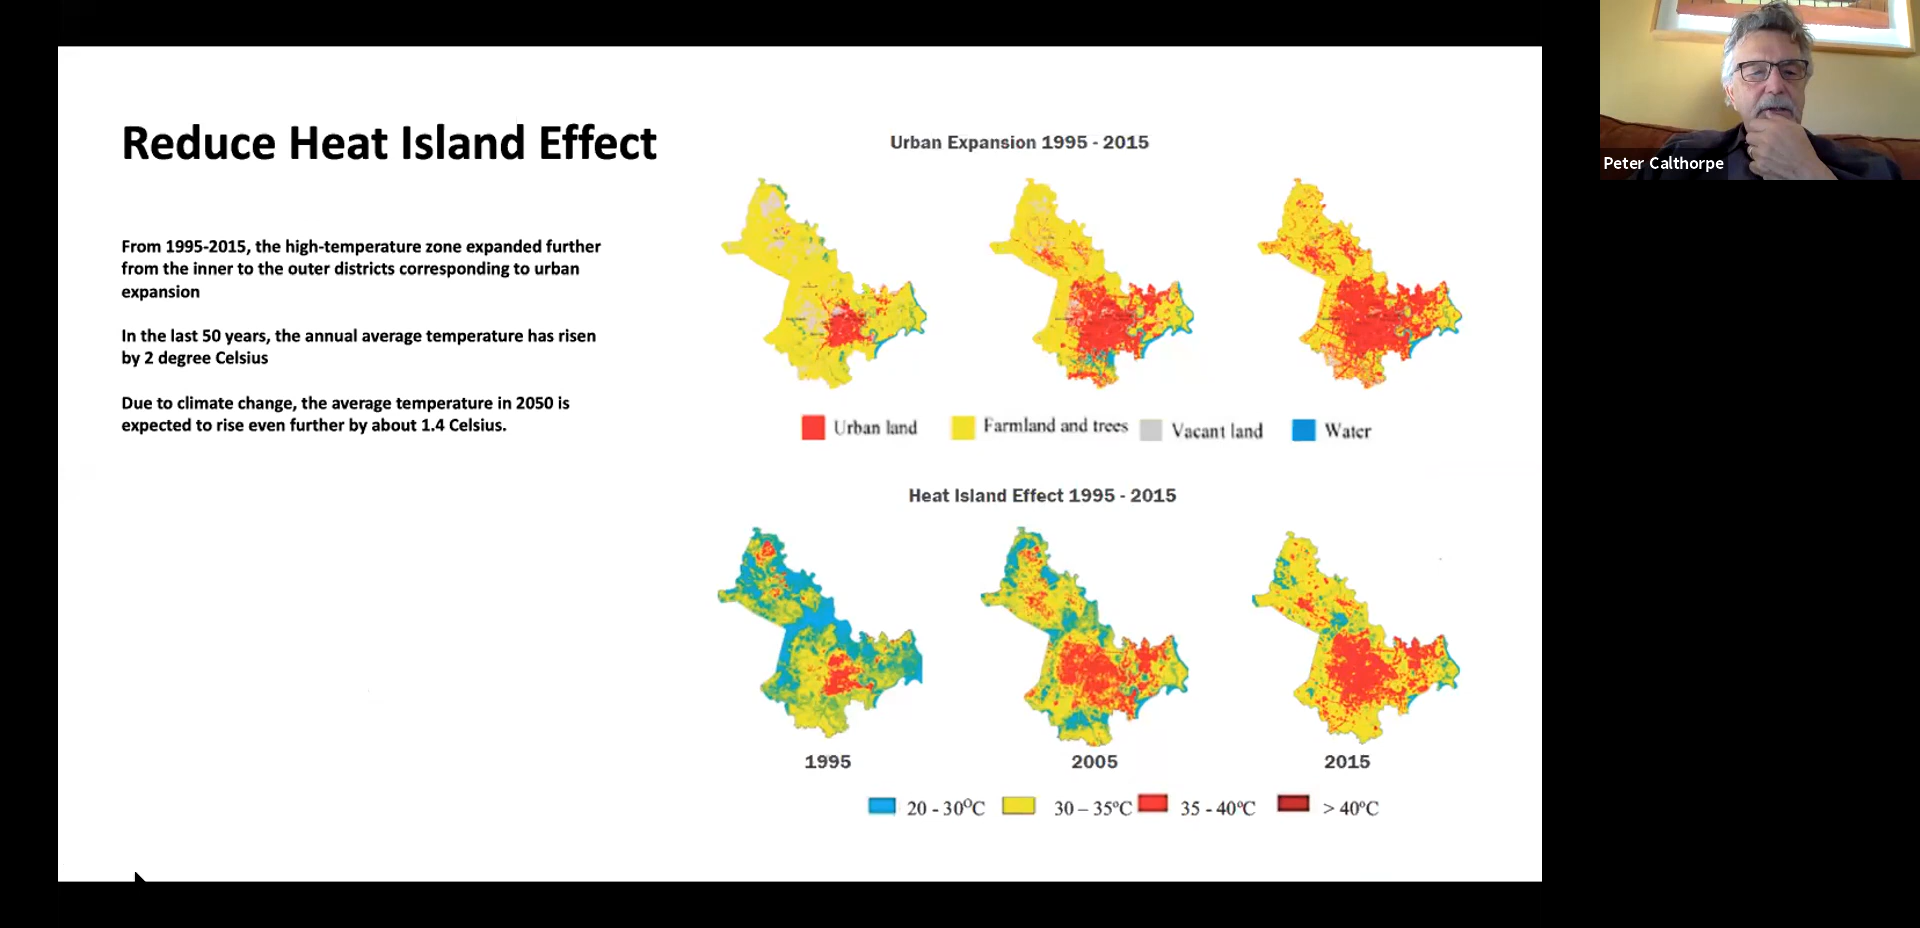 Reduce Heat Island Effect
From 1995-2015, the high-temperature zone expanded further
from the inner to the outer districts corresponding to urban
expansion
In the last 50 years, the annual average temperature has risen
by 2 degree Celsius
Due to climate change, the average temperature in 2050 is
expected to rise even further by about 1.4 Celsius.
Urban Expansion 1995 - 2015
Urban land
Farmland and trees
Vacant land
Water
Heat Island Effect 1995 - 2015
1995
2005
2015
20 - 30⁰C
30 – 35ºC
35 - 40ºC
> 40ºC
Peter Calthorpe